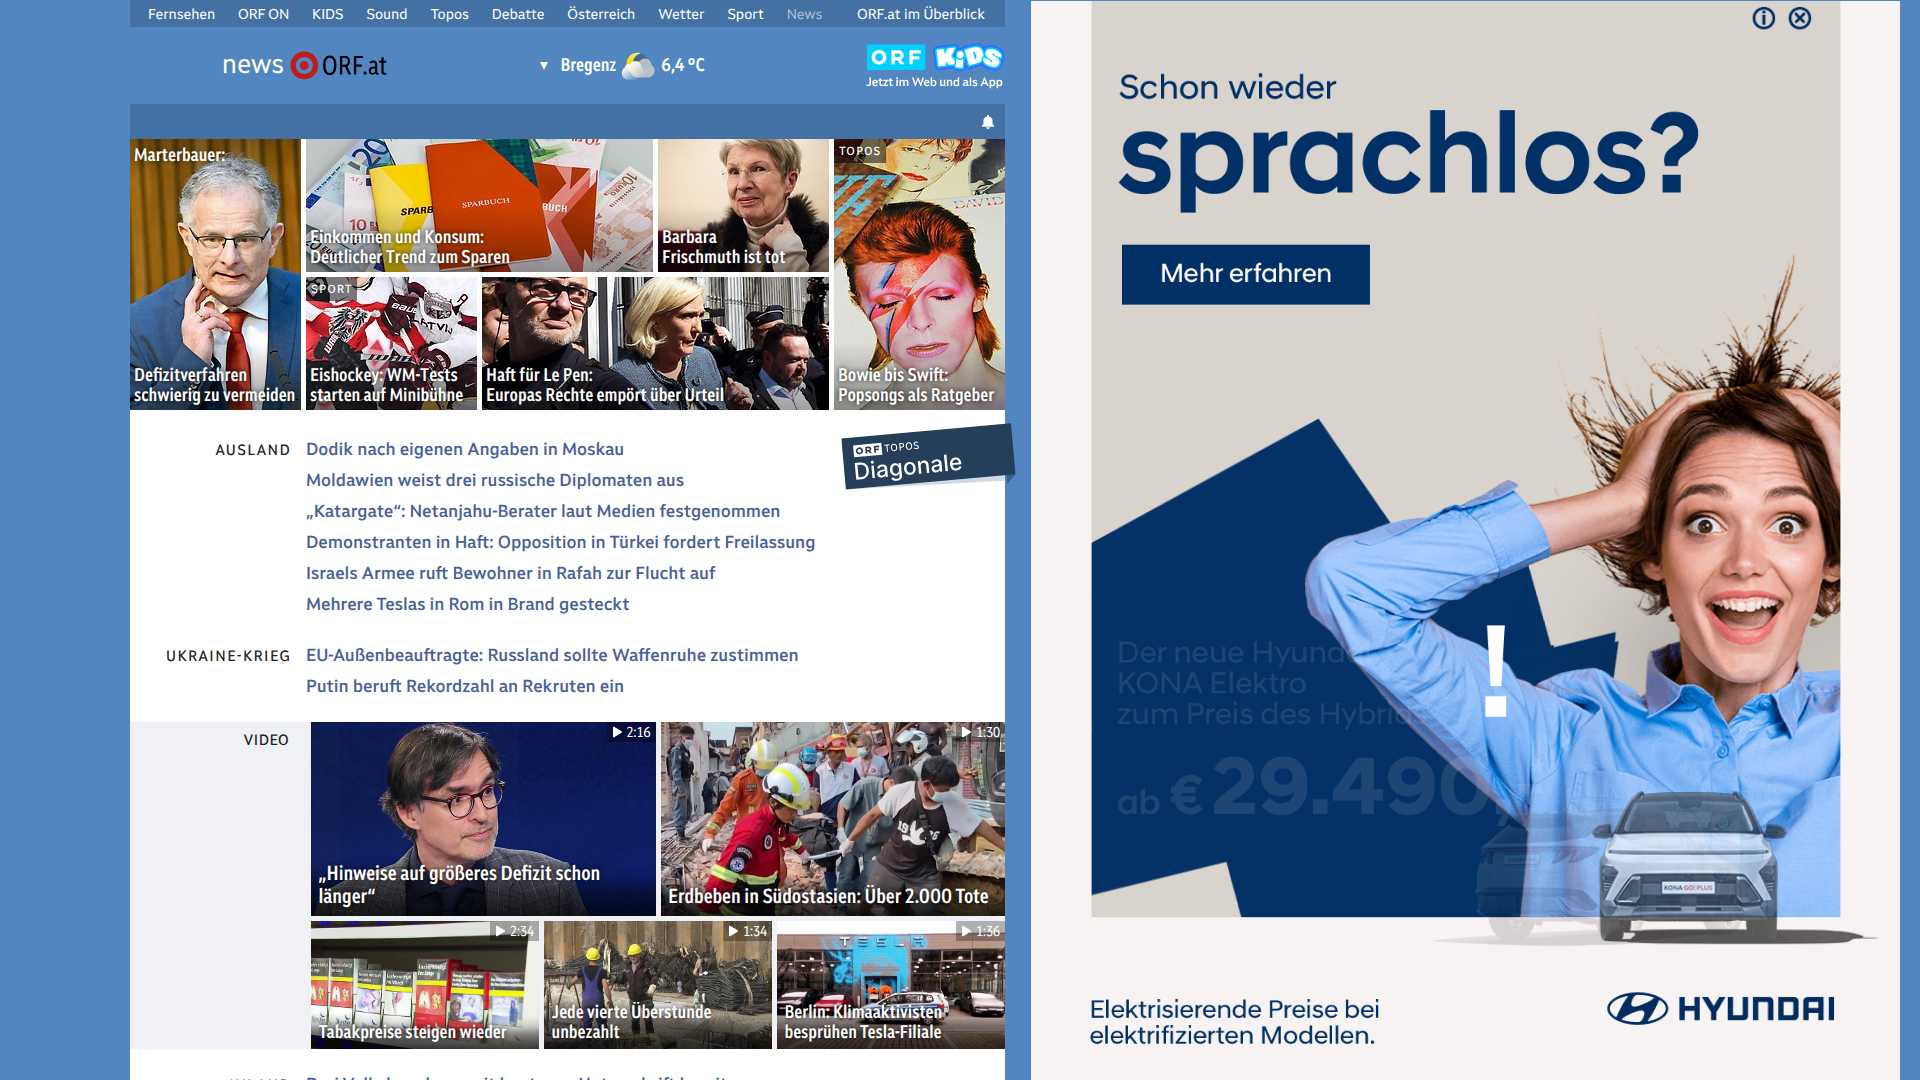 Fernsehen ORF ON KIDS Sound Topos Debatte Österreich Wetter Sport News ORF.at im Überblick
news ORF.at
▼ Bregenz 6,4 °C
ORF KiDS
Jetzt im Web und als App
Marterbauer:
Defizitverfahren
schwierig zu vermeiden
SPARBUCH
Einkommen und Konsum:
Deutlicher Trend zum Sparen
Barbara
Frischmuth ist tot
TOPOS
DAVID
Bowie bis Swift:
Popsongs als Ratgeber
SPORT
Eishockey: WM-Tests
starten auf Minibühne
Haft für Le Pen:
Europas Rechte empört über Urteil
AUSLAND
Dodik nach eigenen Angaben in Moskau
Moldawien weist drei russische Diplomaten aus
„Katargate“: Netanjahu-Berater laut Medien festgenommen
Demonstranten in Haft: Opposition in Türkei fordert Freilassung
Israels Armee ruft Bewohner in Rafah zur Flucht auf
Mehrere Teslas in Rom in Brand gesteckt
ORF TOPOS
Diagonale
UKRAINE-KRIEG
EU-Außenbeauftragte: Russland sollte Waffenruhe zustimmen
Putin beruft Rekordzahl an Rekruten ein
VIDEO
2:16
„Hinweise auf größeres Defizit schon
länger“
1:30
Erdbeben in Südostasien: Über 2.000 Tote
2:34
Tabakpreise steigen wieder
1:34
Jede vierte Überstunde
unbezahlt
1:36
Berlin: Klimaaktivisten
besprühen Tesla-Filiale
Schon wieder
sprachlos?
Mehr erfahren
Der neue
KONA Elektro
zum Preis des
ab € 29.490,
!
KONA GO! PLUS
Elektrisierende Preise bei
elektrifizierten Modellen.
HYUNDAI